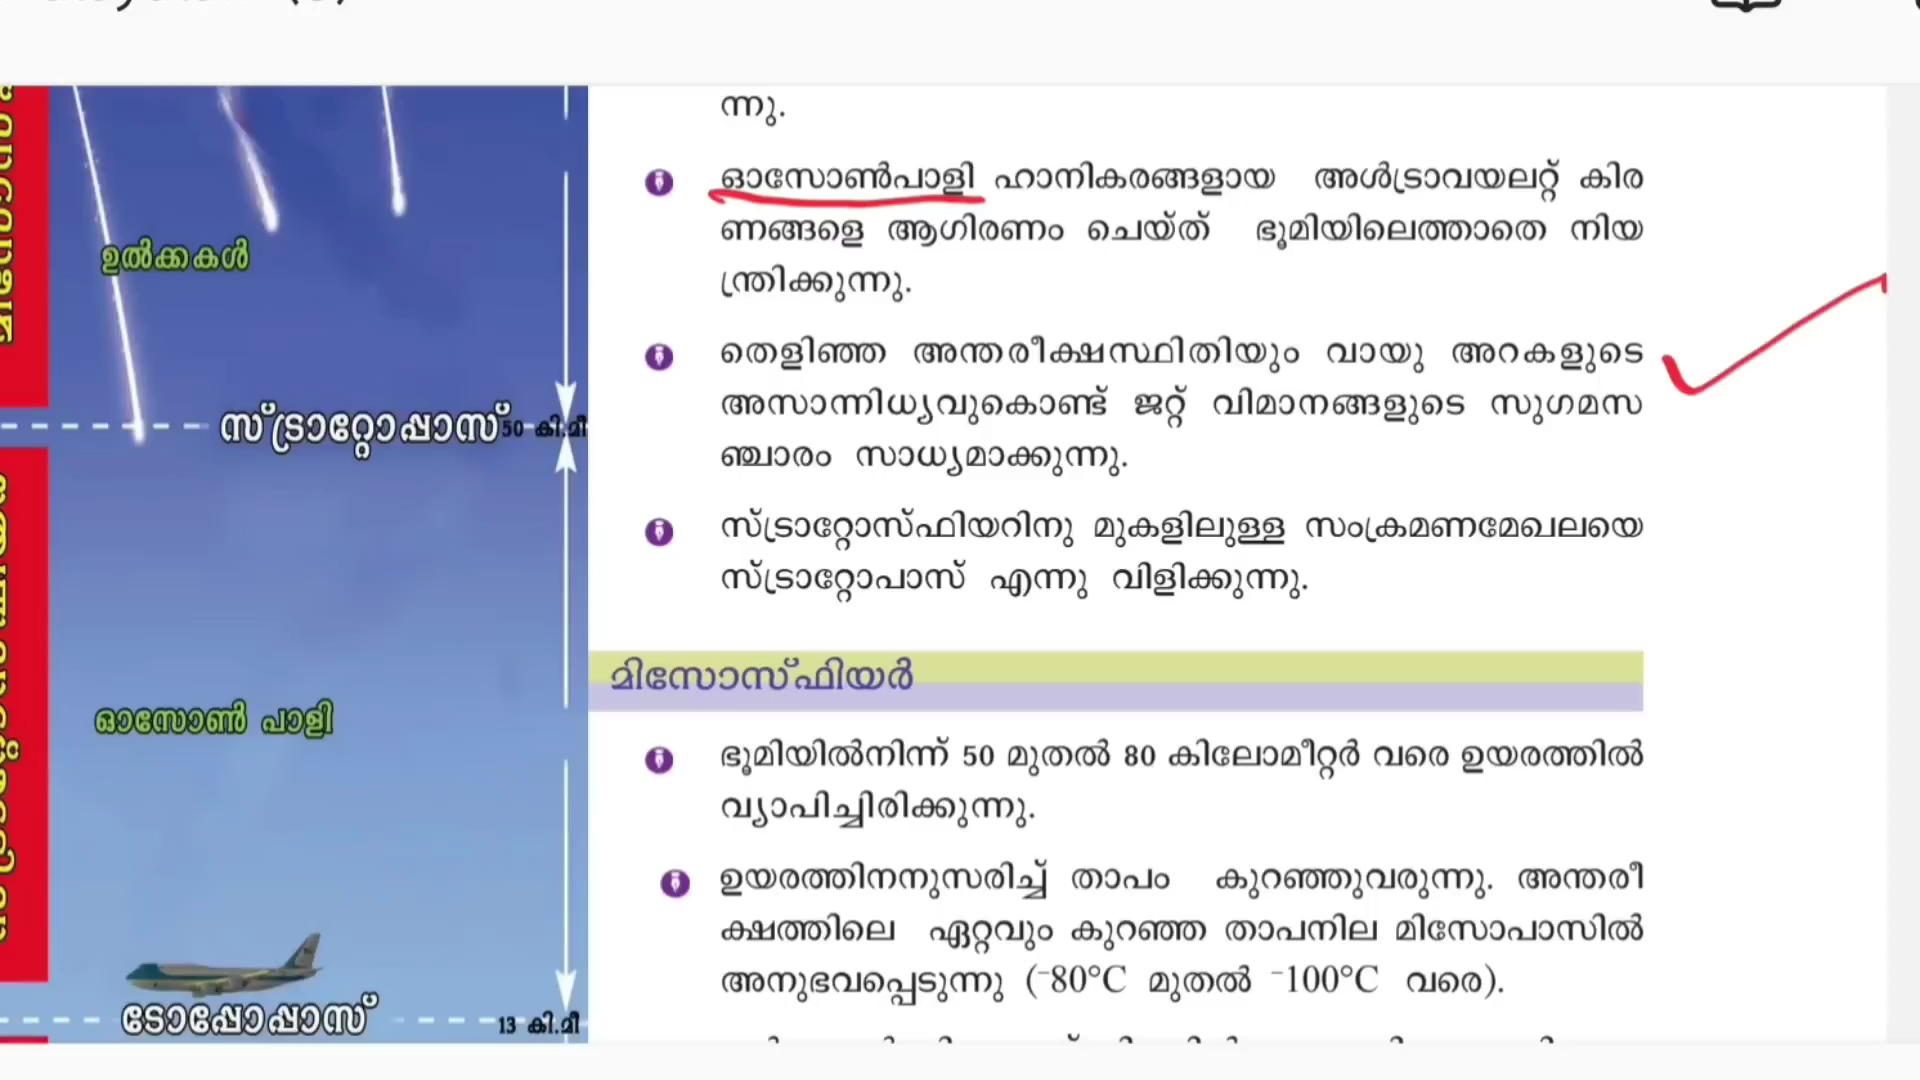 ന്നു.
ഓസോൺപാളി ഹാനികരങ്ങളായ അൾട്രാവയലറ്റ് കിര
ണങ്ങളെ ആഗിരണം ചെയ്ത് ഭൂമിയിലെത്താതെ നിയ
ന്ത്രിക്കുന്നു.
തെളിഞ്ഞ അന്തരീക്ഷസ്ഥിതിയും വായു അറകളുടെ
അസാന്നിധ്യവുകൊണ്ട് ജറ്റ് വിമാനങ്ങളുടെ സുഗമസ
ഞ്ചാരം സാധ്യമാക്കുന്നു.
സ്ട്രാറ്റോസ്ഫിയറിനു മുകളിലുള്ള സംക്രമണമേഖലയെ
സ്ട്രാറ്റോപാസ് എന്നു വിളിക്കുന്നു.
മിസോസ്ഫിയർ
ഭൂമിയിൽനിന്ന് 50 മുതൽ 80 കിലോമീറ്റർ വരെ ഉയരത്തിൽ
വ്യാപിച്ചിരിക്കുന്നു.
ഉയരത്തിനനുസരിച്ച് താപം കുറഞ്ഞുവരുന്നു. അന്തരീ
ക്ഷത്തിലെ ഏറ്റവും കുറഞ്ഞ താപനില മിസോപാസിൽ
അനുഭവപ്പെടുന്നു (⁻80°C മുതൽ ⁻100°C വരെ).
ഉൽക്കകൾ
സ്ട്രാറ്റോപ്പാസ് 50 കി.മീ
ഓസോൺ പാളി
ടോപ്പോപ്പാസ് 13 കി.മീ